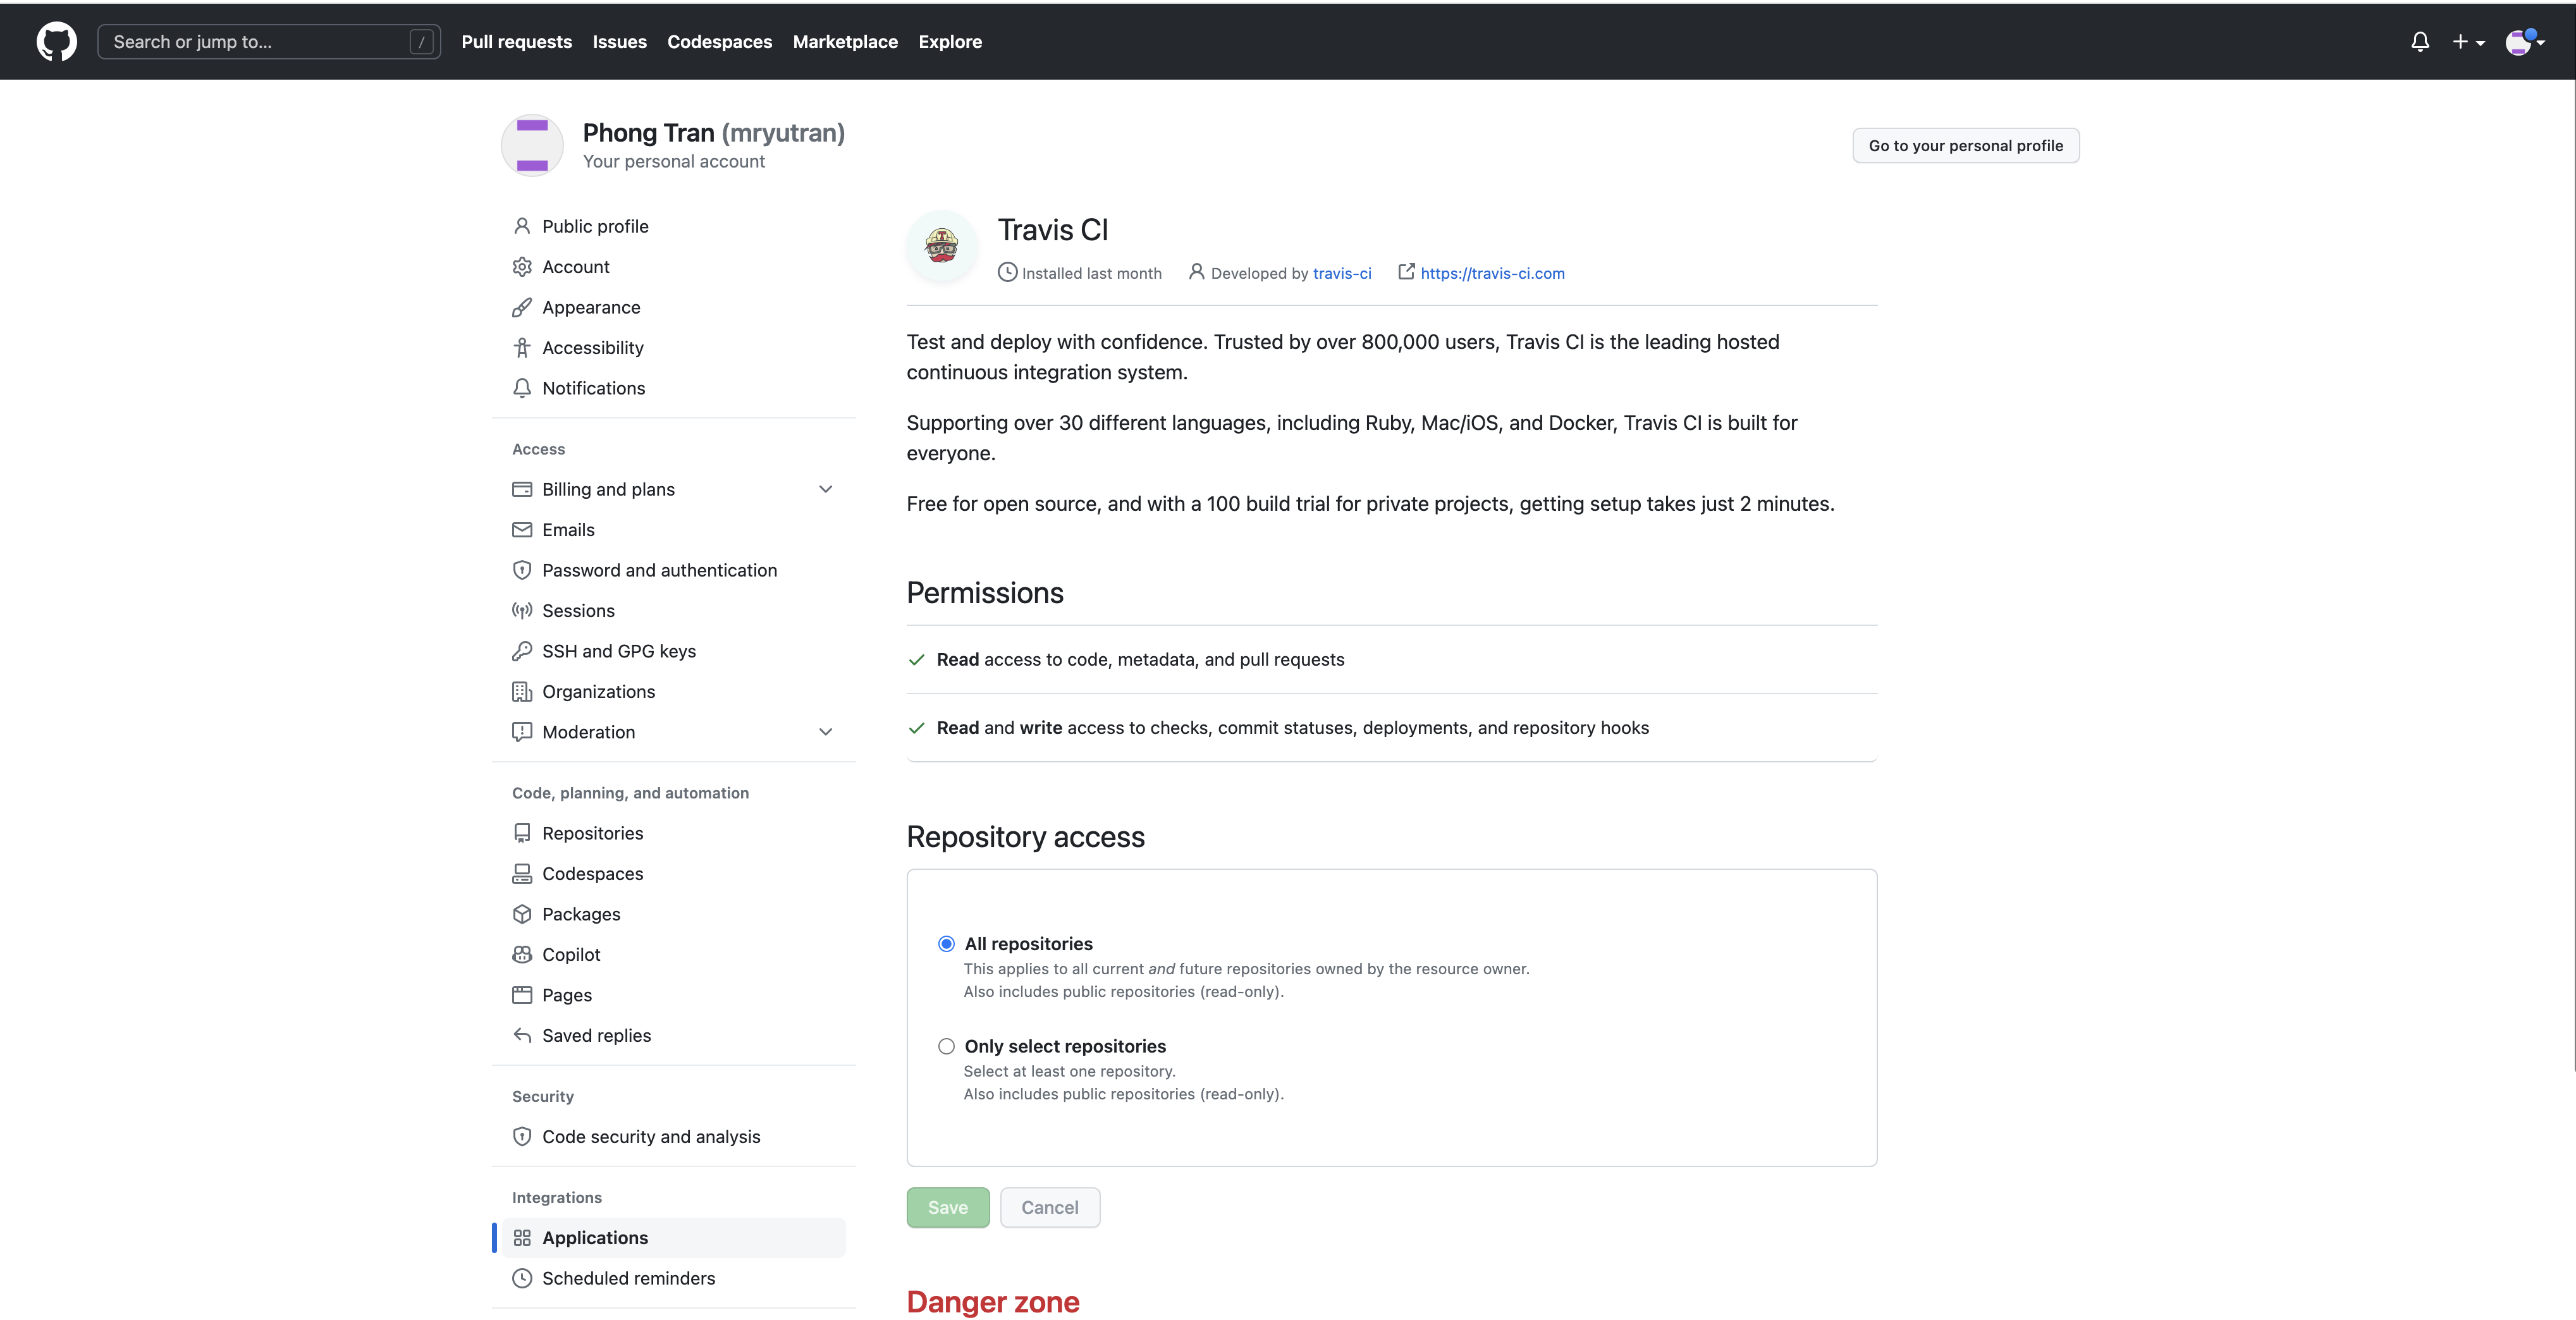 Search or jump to... /
Pull requests
Issues
Codespaces
Marketplace
Explore
Phong Tran (mryutran)
Your personal account
Go to your personal profile
Public profile
Account
Appearance
Accessibility
Notifications
Access
Billing and plans
Emails
Password and authentication
Sessions
SSH and GPG keys
Organizations
Moderation
Code, planning, and automation
Repositories
Codespaces
Packages
Copilot
Pages
Saved replies
Security
Code security and analysis
Integrations
Applications
Scheduled reminders
T
Travis CI
Installed last month
Developed by travis-ci
https://travis-ci.com
Test and deploy with confidence. Trusted by over 800,000 users, Travis CI is the leading hosted
continuous integration system.
Supporting over 30 different languages, including Ruby, Mac/iOS, and Docker, Travis CI is built for
everyone.
Free for open source, and with a 100 build trial for private projects, getting setup takes just 2 minutes.
Permissions
Read access to code, metadata, and pull requests
Read and write access to checks, commit statuses, deployments, and repository hooks
Repository access
All repositories
This applies to all current and future repositories owned by the resource owner.
Also includes public repositories (read-only).
Only select repositories
Select at least one repository.
Also includes public repositories (read-only).
Save
Cancel
Danger zone